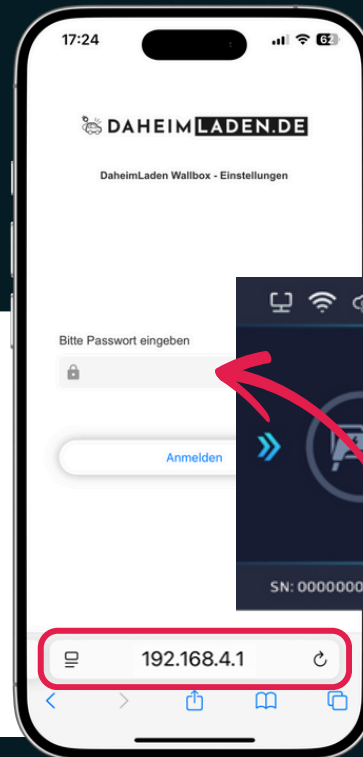 17:24
62
DAHEIMLADEN.DE
DaheimLaden Wallbox - Einstellungen
Bitte Passwort eingeben
Anmelden
SN: 0000000
192.168.4.1